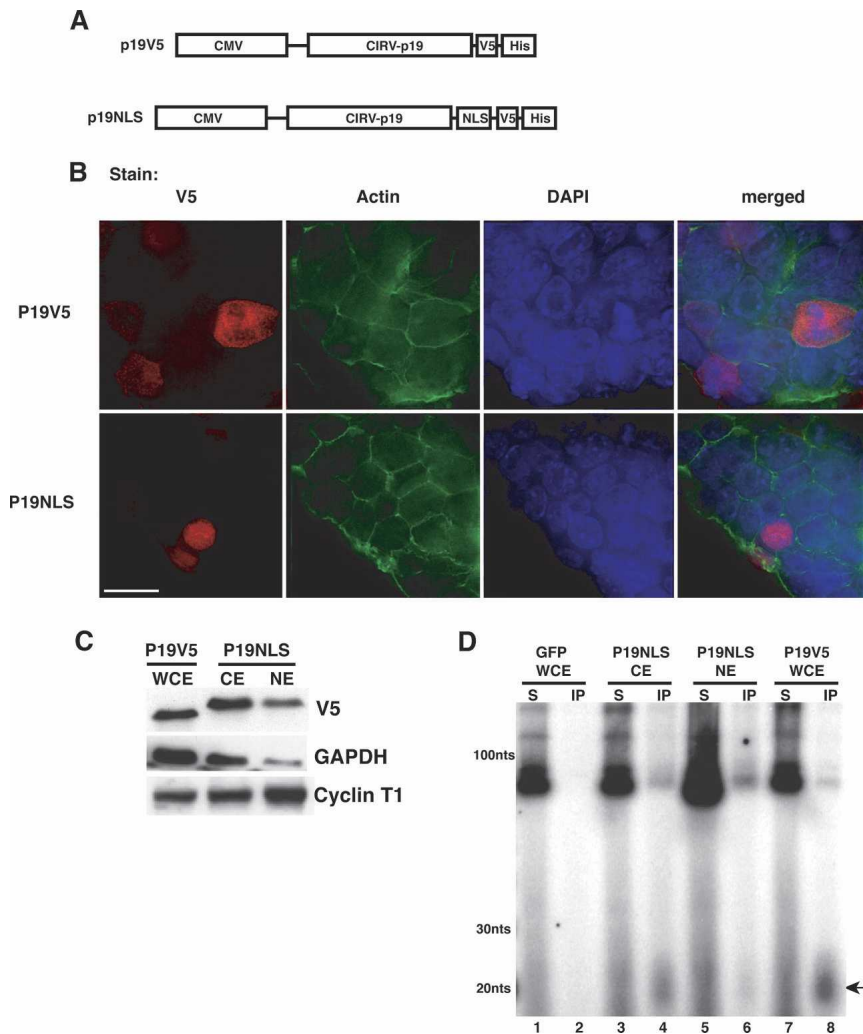 A
p19V5 CMV CIRV-p19 V5 His
p19NLS CMV CIRV-p19 NLS V5 His
B Stain:
V5 Actin DAPI merged
P19V5
P19NLS
C
P19V5 P19NLS
WCE CE NE
V5
GAPDH
Cyclin T1
D
GFP P19NLS P19NLS P19V5
WCE CE NE WCE
S IP S IP S IP S IP
100nts
30nts
20nts
1 2 3 4 5 6 7 8